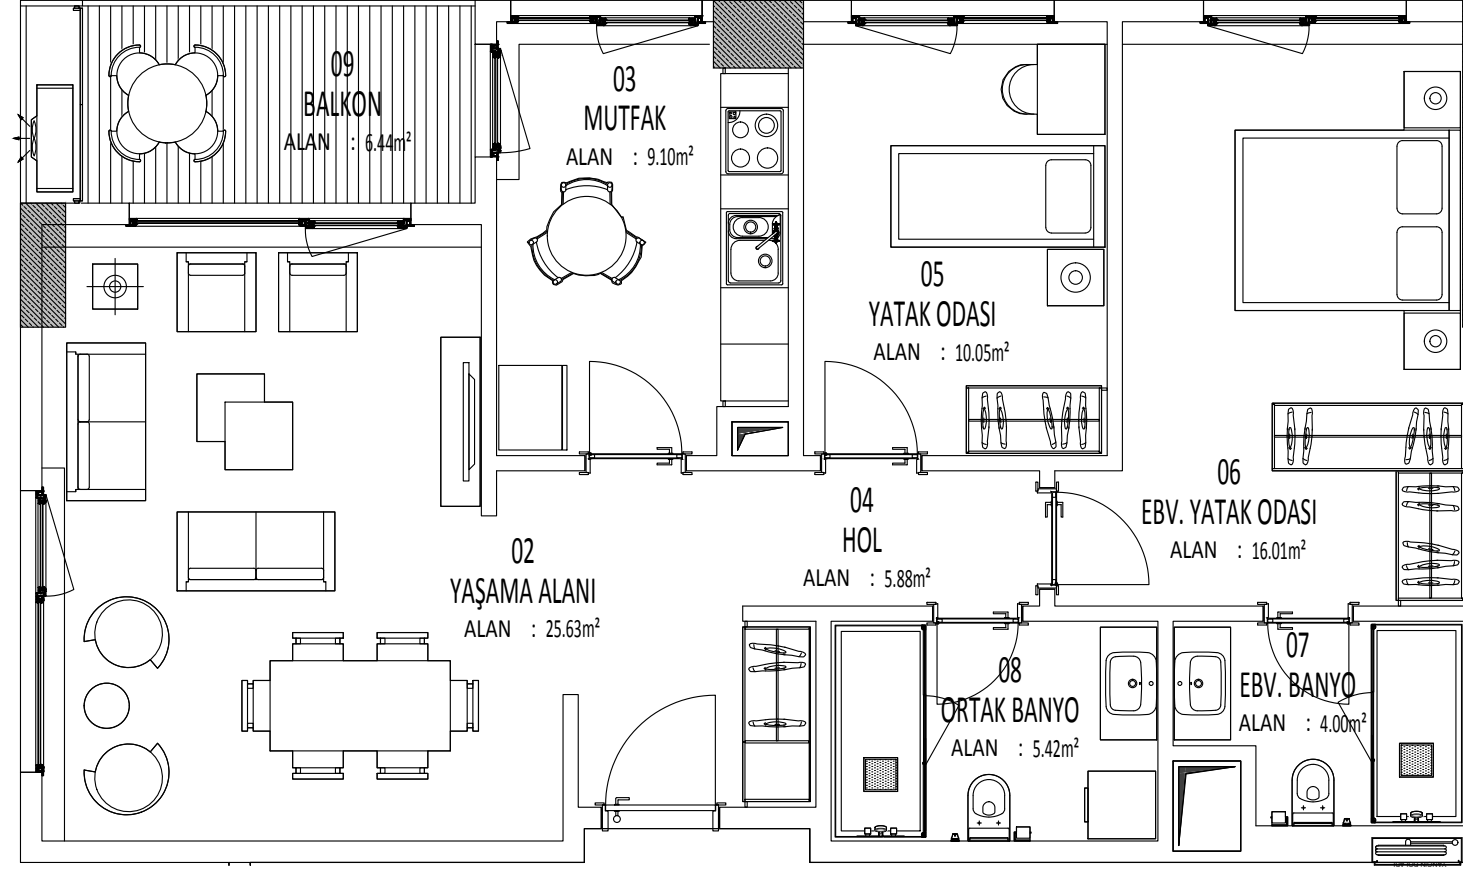 09
BALKON
ALAN : 6.44m²
03
MUTFAK
ALAN : 9.10m²
05
YATAK ODASI
ALAN : 10.05m²
06
EBV. YATAK ODASI
ALAN : 16.01m²
04
HOL
ALAN : 5.88m²
02
YAŞAMA ALANI
ALAN : 25.63m²
08
ORTAK BANYO
ALAN : 5.42m²
07
EBV. BANYO
ALAN : 4.00m²